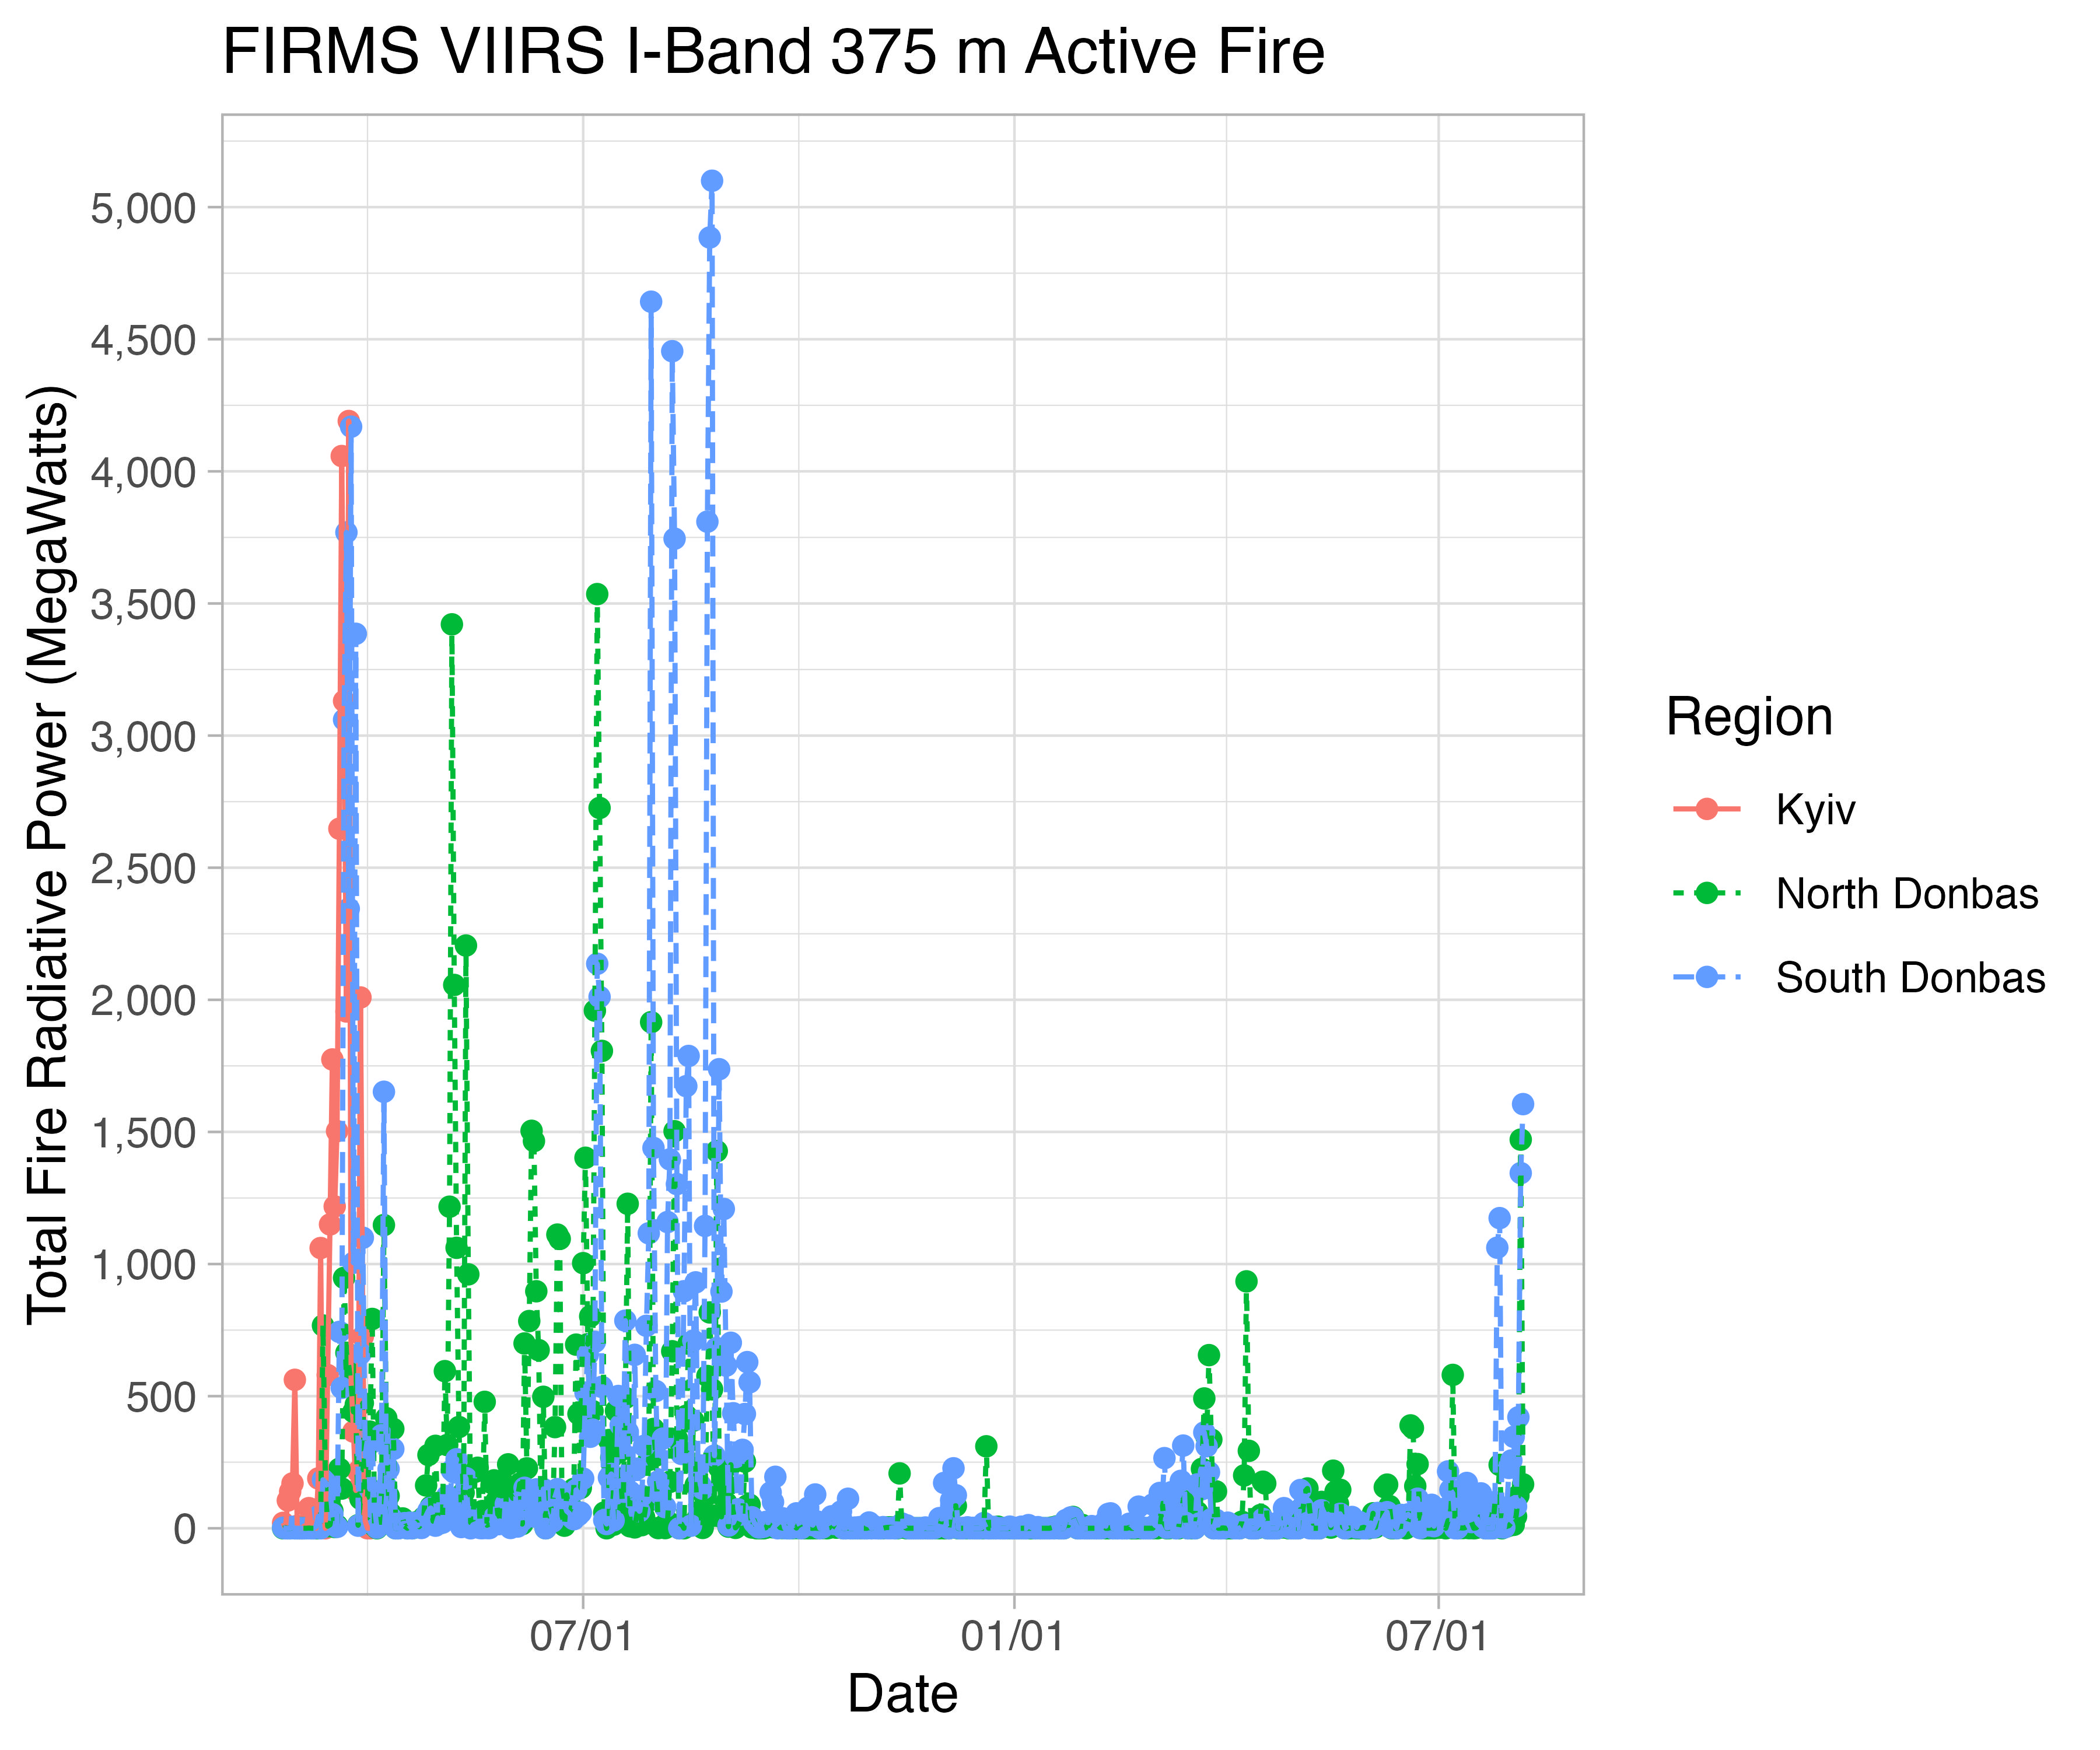 FIRMS VIIRS I-Band 375 m Active Fire
Total Fire Radiative Power (MegaWatts)
5,000
4,500
4,000
3,500
3,000
2,500
2,000
1,500
1,000
500
0
07/01
01/01
07/01
Date
Region
Kyiv
North Donbas
South Donbas